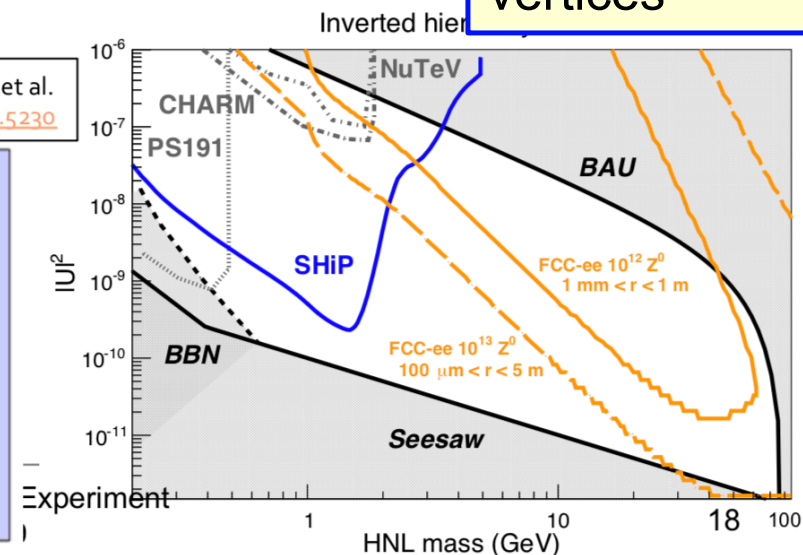 vertices
Inverted hier
et al.
.5230
10⁻⁶
10⁻⁷
10⁻⁸
10⁻⁹
10⁻¹⁰
10⁻¹¹
|U|²
NuTeV
CHARM
PS191
BAU
SHiP
FCC-ee 10¹² Z⁰
1 mm < r < 1 m
FCC-ee 10¹³ Z⁰
100 μm < r < 5 m
BBN
Seesaw
Experiment
1
10
18
100
HNL mass (GeV)